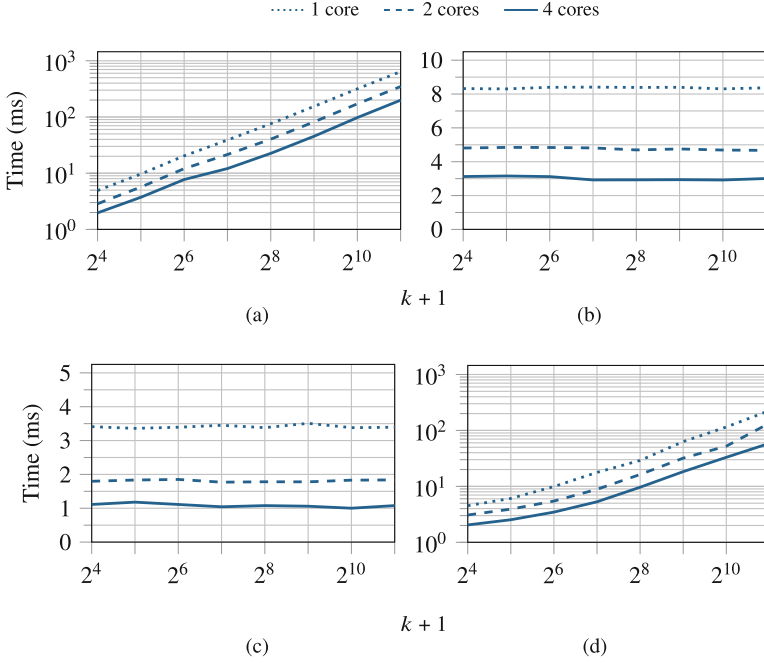 1 core 2 cores 4 cores
Time (ms)
10³
10²
10¹
10⁰
2⁴ 2⁶ 2⁸ 2¹⁰
10
8
6
4
2
0
2⁴ 2⁶ 2⁸ 2¹⁰
k + 1
(a) (b)
Time (ms)
5
4
3
2
1
0
2⁴ 2⁶ 2⁸ 2¹⁰
10³
10²
10¹
10⁰
2⁴ 2⁶ 2⁸ 2¹⁰
k + 1
(c) (d)